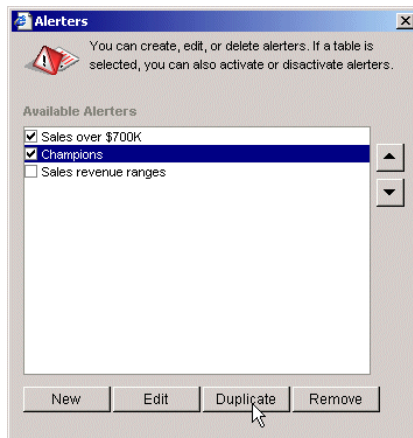 Alerters
You can create, edit, or delete alerters. If a table is
selected, you can also activate or disactivate alerters.
Available Alerters
Sales over $700K
Champions
Sales revenue ranges
New Edit Duplicate Remove